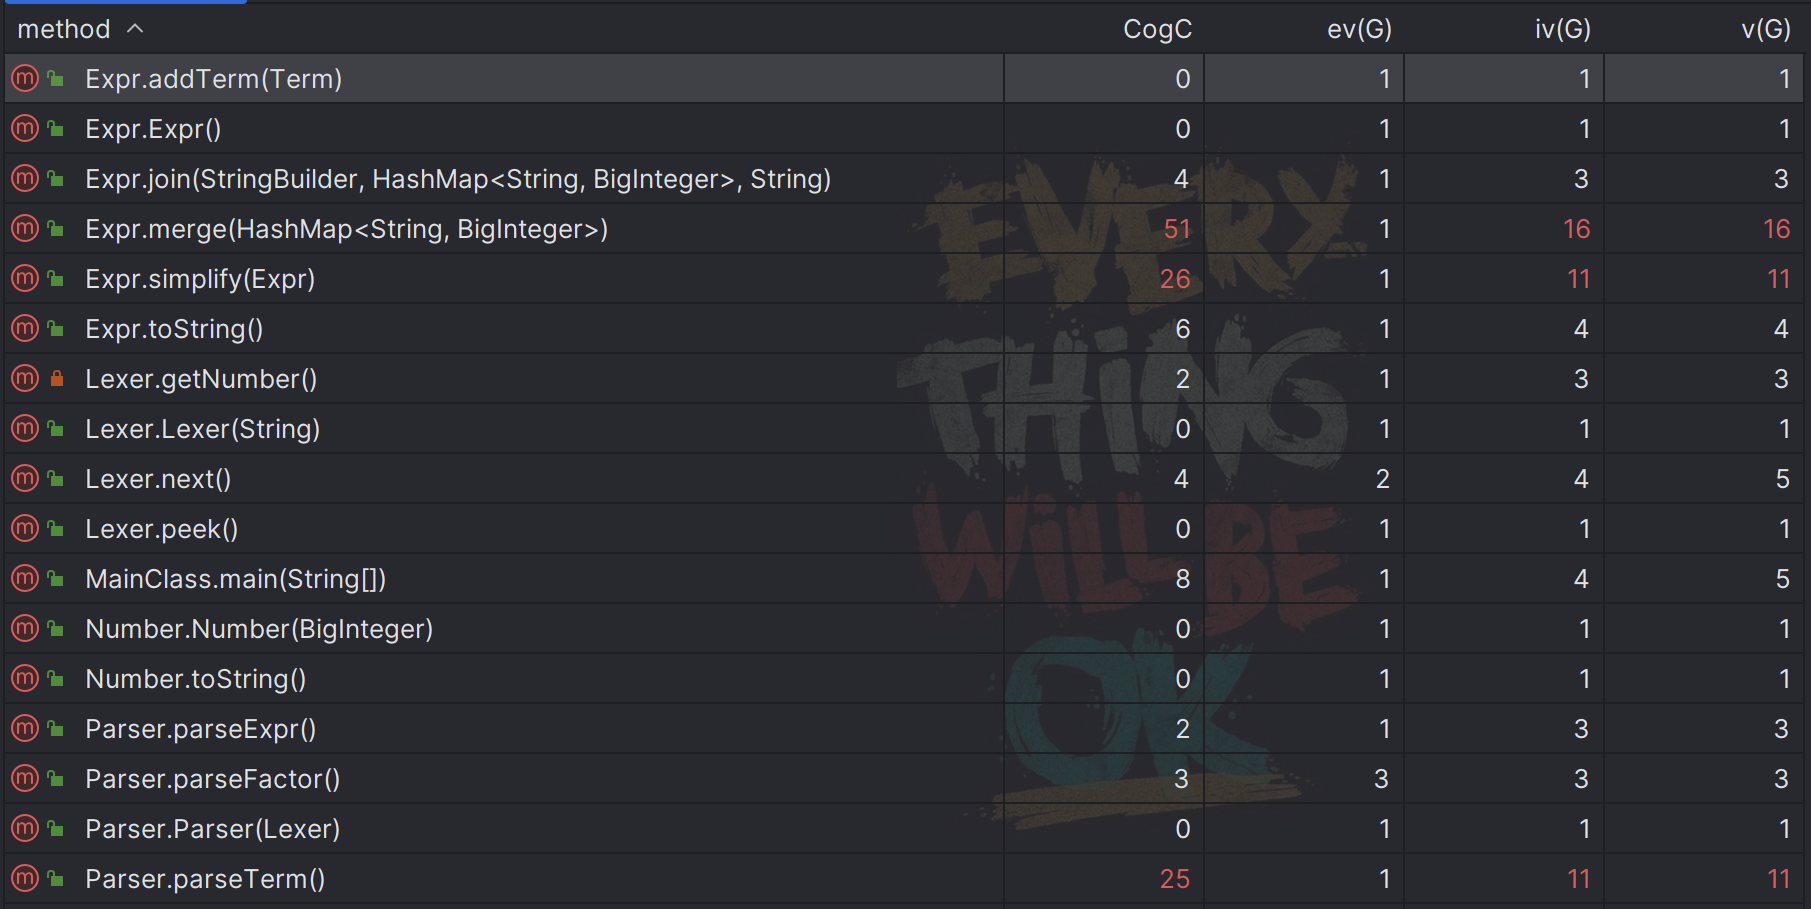 method CogC ev(G) iv(G) v(G)
Expr.addTerm(Term) 0 1 1 1
Expr.Expr() 0 1 1 1
Expr.join(StringBuilder, HashMap<String, BigInteger>, String) 4 1 3 3
Expr.merge(HashMap<String, BigInteger>) 51 1 16 16
Expr.simplify(Expr) 26 1 11 11
Expr.toString() 6 1 4 4
Lexer.getNumber() 2 1 3 3
Lexer.Lexer(String) 0 1 1 1
Lexer.next() 4 2 4 5
Lexer.peek() 0 1 1 1
MainClass.main(String[]) 8 1 4 5
Number.Number(BigInteger) 0 1 1 1
Number.toString() 0 1 1 1
Parser.parseExpr() 2 1 3 3
Parser.parseFactor() 3 3 3 3
Parser.Parser(Lexer) 0 1 1 1
Parser.parseTerm() 25 1 11 11
EVERY
THiNG
WiLL BE
OK